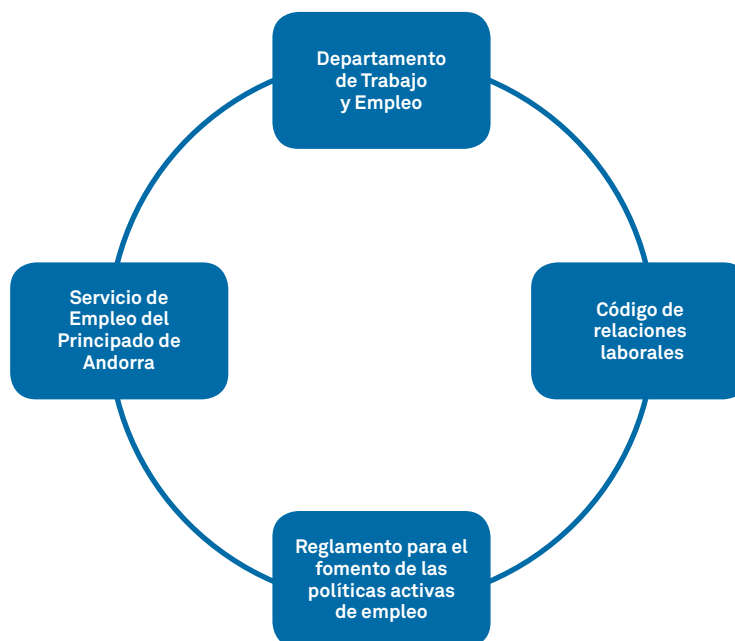 Departamento
de Trabajo
y Empleo
Servicio de
Empleo del
Principado de
Andorra
Código de
relaciones
laborales
Reglamento para el
fomento de las
políticas activas
de empleo